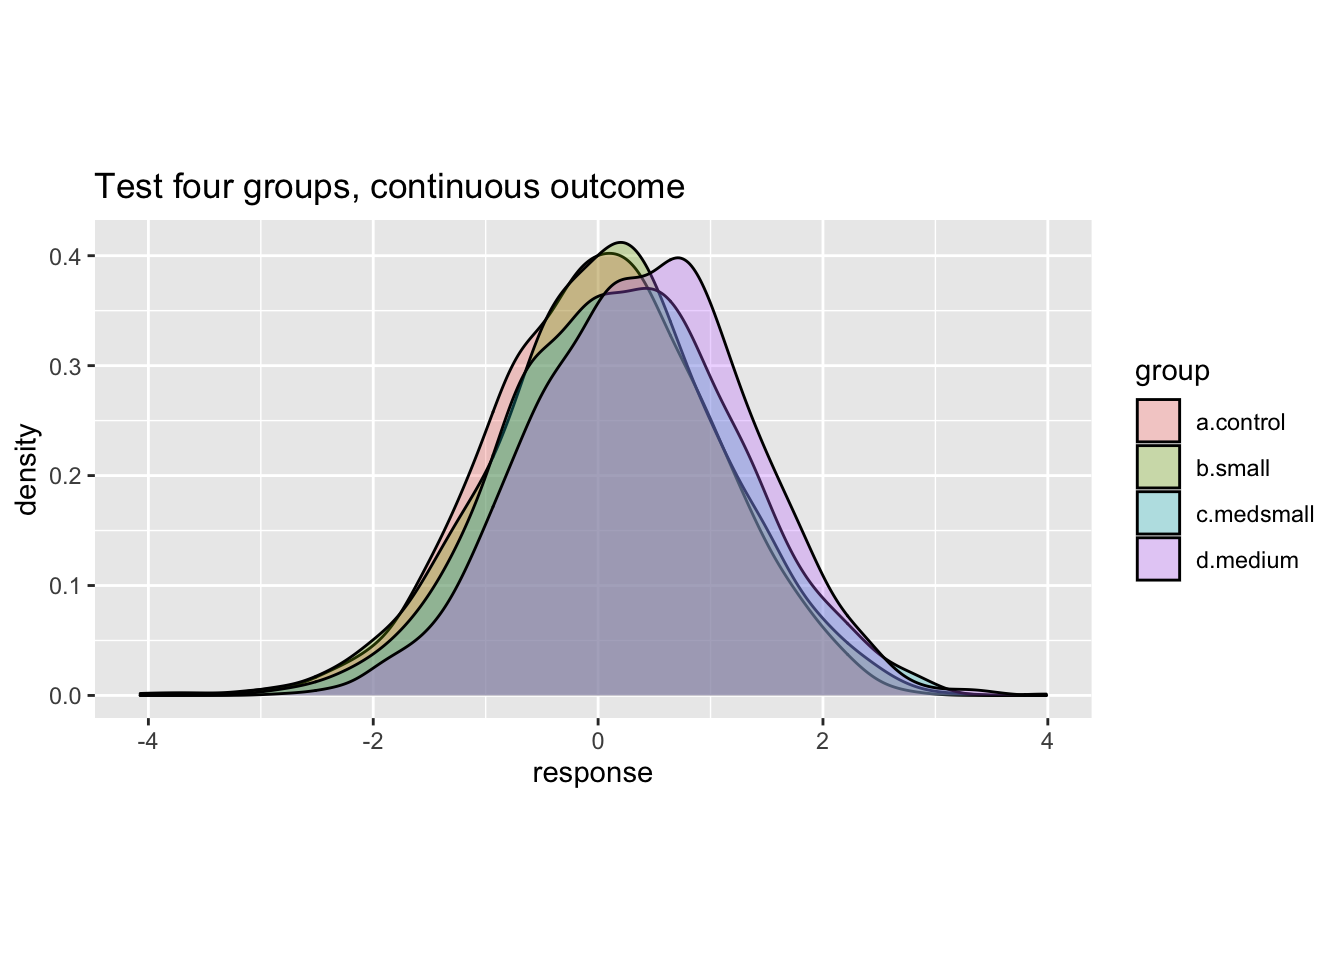 Test four groups, continuous outcome
0.4
0.3
0.2
0.1
0.0
density
-4 -2 0 2 4
response
group
a.control
b.small
c.medsmall
d.medium